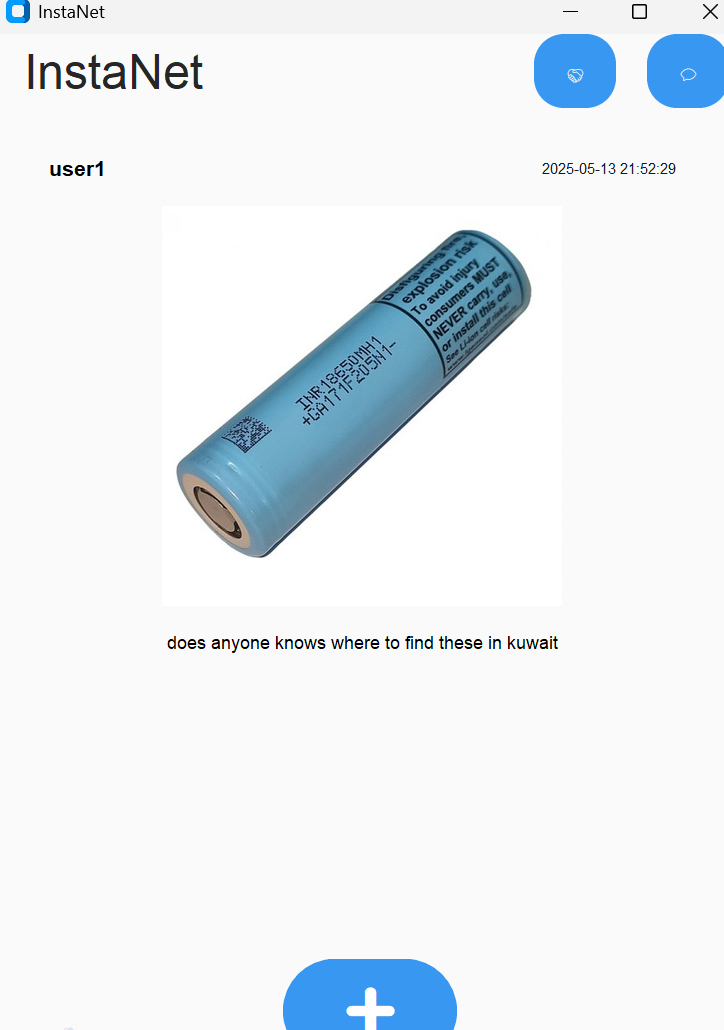 InstaNet
InstaNet
user1
2025-05-13 21:52:29
explosion risk
To avoid injury
consumers MUST
NEVER carry, use,
or install this cell
See Li-ion cell risks:
INR18650MH1
+GA171F205N1-
does anyone knows where to find these in kuwait